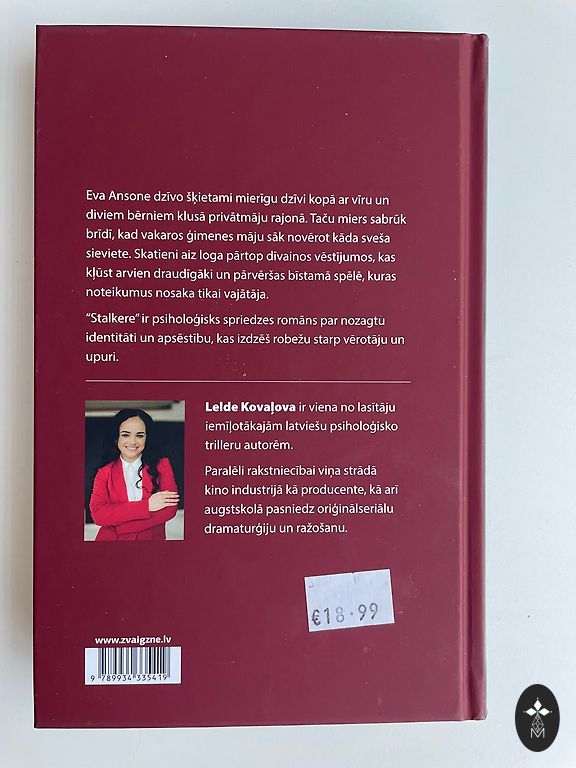 Eva Ansone dzīvo šķietami mierīgu dzīvi kopā ar vīru un
diviem bērniem klusā privātmāju rajonā. Taču miers sabrūk
brīdī, kad vakaros ģimenes māju sāk novērot kāda sveša
sieviete. Skatieni aiz loga pārtop divainos vēstījumos, kas
kļūst arvien draudīgāki un pārvēršas bīstamā spēlē, kuras
noteikumus nosaka tikai vajātāja.
“Stalkere” ir psiholoģisks spriedzes romāns par nozagtu
identitāti un apsēstību, kas izdzēš robežu starp vērotāju un
upuri.
Lelde Kovaļova ir viena no lasītāju
iemīļotākajām latviešu psiholoģisko
trilleru autorēm.
Paralēli rakstniecībai viņa strādā
kino industrijā kā producente, kā arī
augstskolā pasniedz oriģinālseriālu
dramaturģiju un ražošanu.
€18.99
www.zvaigzne.lv
9 789934 335419
M